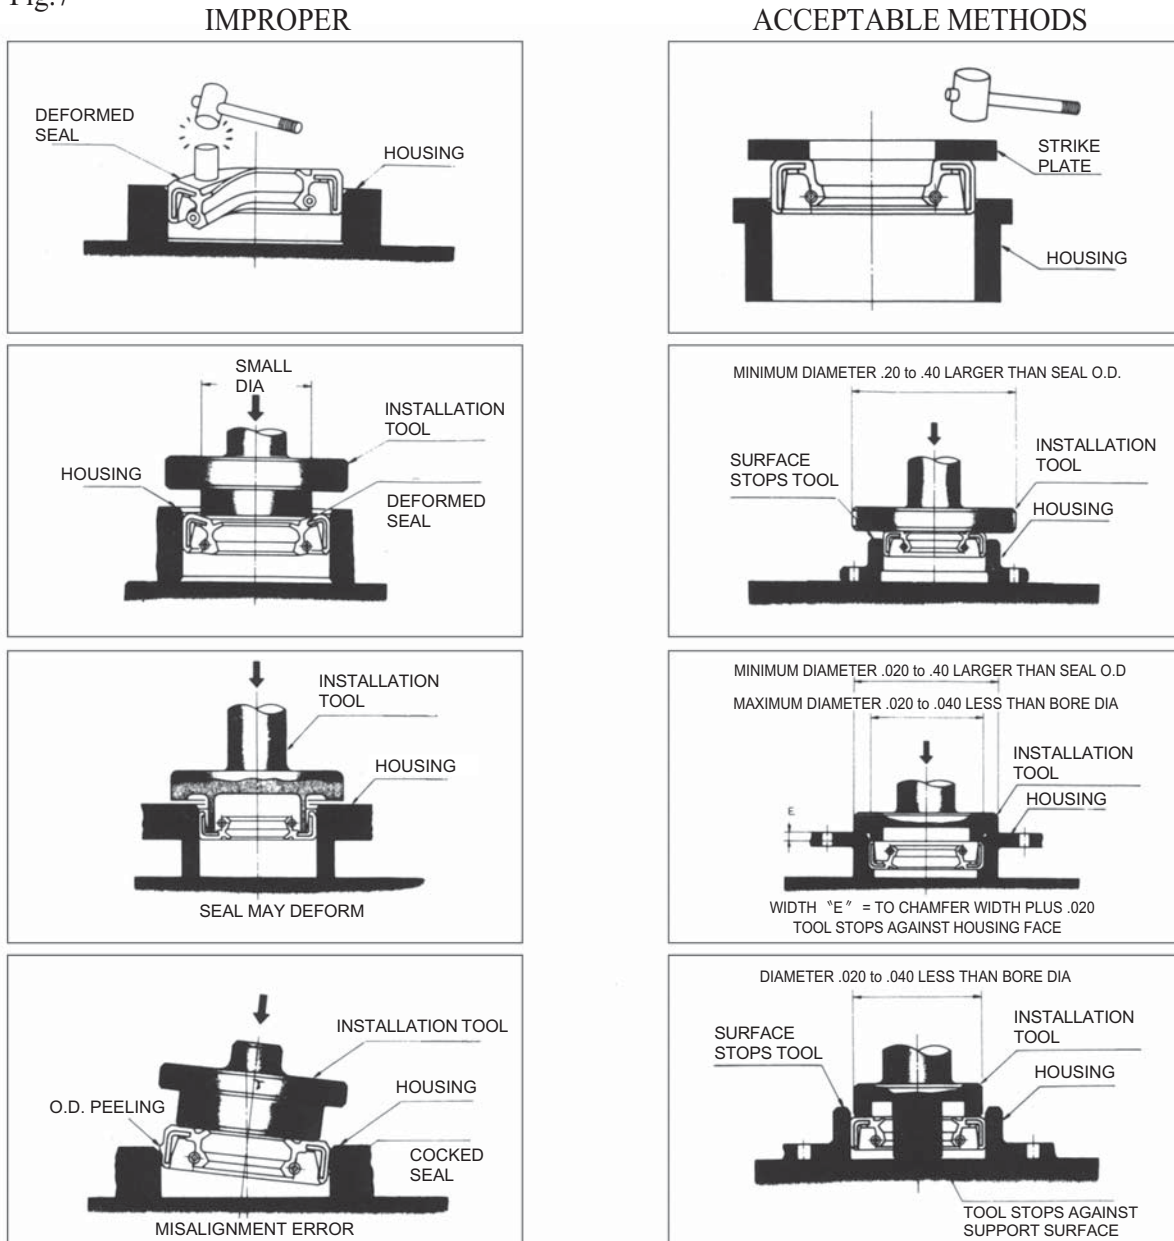 Fig.7
IMPROPER
DEFORMED
SEAL
HOUSING
SMALL
DIA
INSTALLATION
TOOL
HOUSING
DEFORMED
SEAL
INSTALLATION
TOOL
HOUSING
SEAL MAY DEFORM
INSTALLATION TOOL
HOUSING
O.D. PEELING
COCKED
SEAL
MISALIGNMENT ERROR
ACCEPTABLE METHODS
STRIKE
PLATE
HOUSING
MINIMUM DIAMETER .20 to .40 LARGER THAN SEAL O.D.
SURFACE
STOPS TOOL
INSTALLATION
TOOL
HOUSING
MINIMUM DIAMETER .020 to .40 LARGER THAN SEAL O.D
MAXIMUM DIAMETER .020 to .040 LESS THAN BORE DIA
INSTALLATION
TOOL
HOUSING
E
WIDTH "E" = TO CHAMFER WIDTH PLUS .020
TOOL STOPS AGAINST HOUSING FACE
DIAMETER .020 to .040 LESS THAN BORE DIA
SURFACE
STOPS TOOL
INSTALLATION
TOOL
HOUSING
TOOL STOPS AGAINST
SUPPORT SURFACE